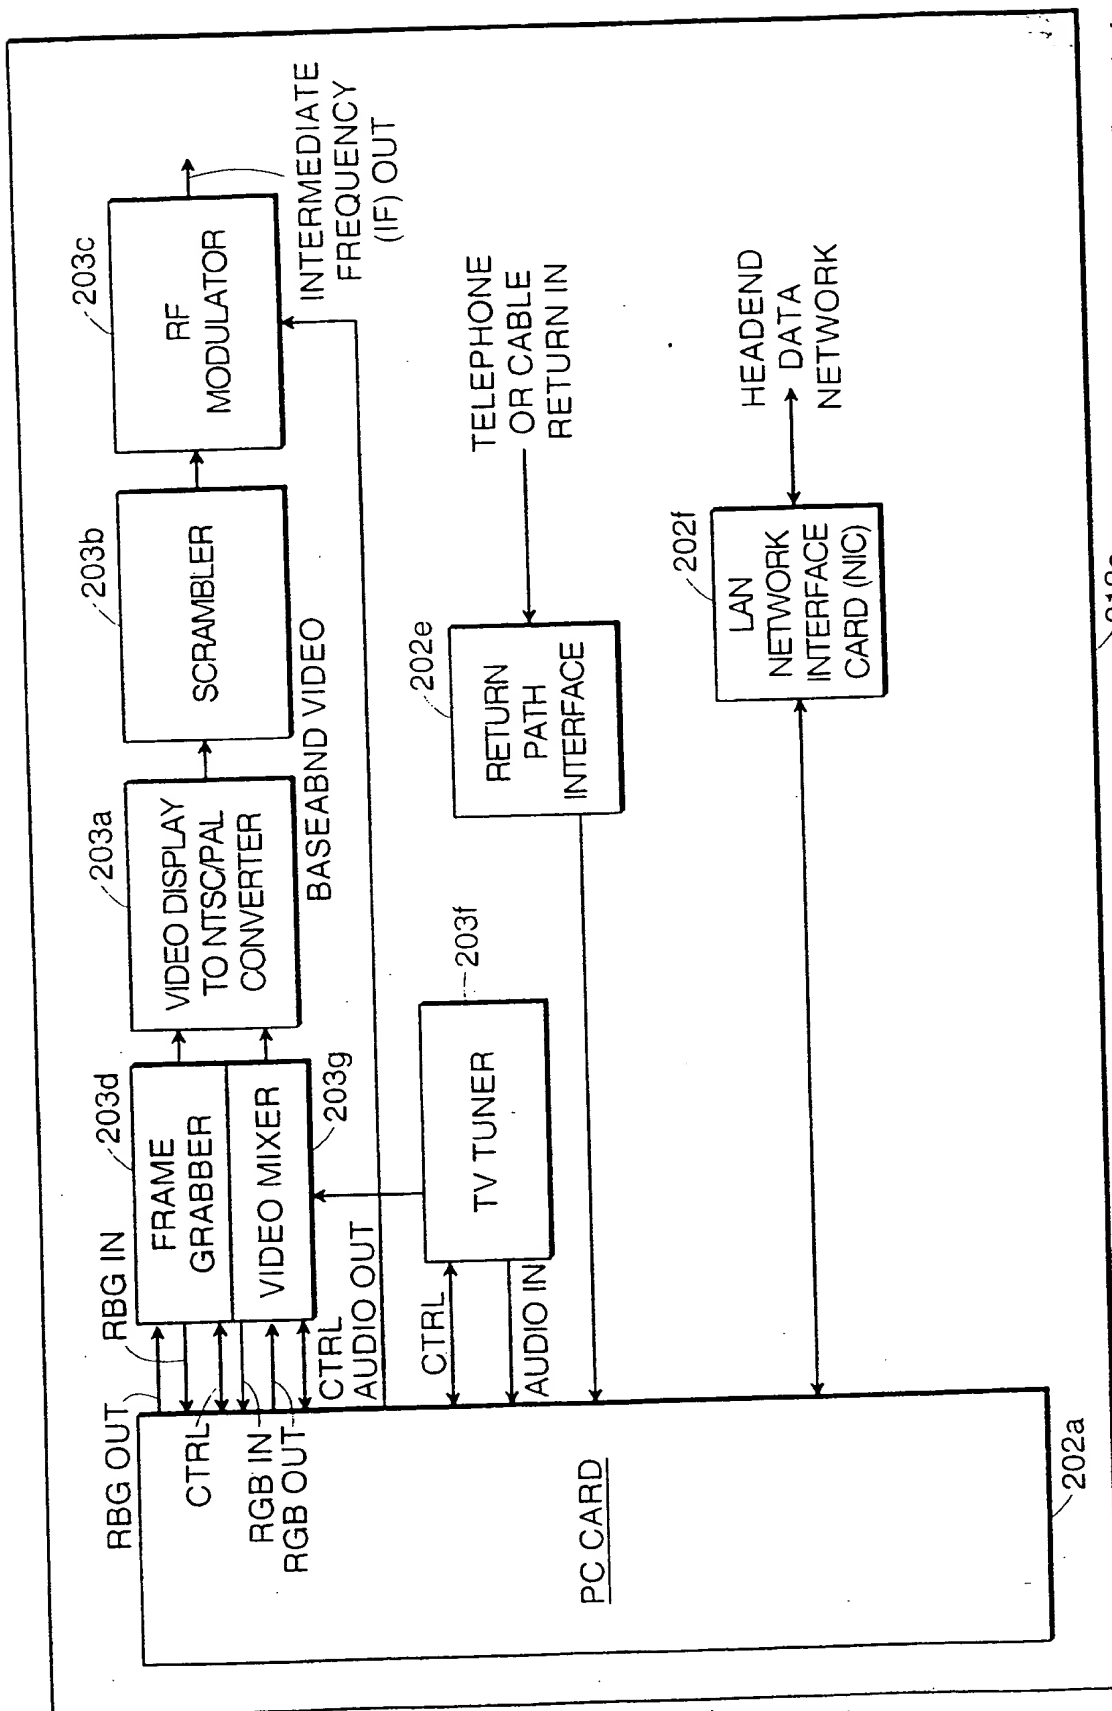 RBG OUT
RBG IN
CTRL
RGB IN
RGB OUT
CTRL
AUDIO OUT
FRAME
GRABBER
203d
VIDEO MIXER
203g
VIDEO DISPLAY
TO NTSC/PAL
CONVERTER
203a
BASEABND VIDEO
SCRAMBLER
203b
RF
MODULATOR
203c
INTERMEDIATE
FREQUENCY
(IF) OUT
CTRL
AUDIO IN
TV TUNER
203f
RETURN
PATH
INTERFACE
202e
TELEPHONE
OR CABLE
RETURN IN
LAN
NETWORK
INTERFACE
CARD (NIC)
202f
HEADEND
DATA
NETWORK
PC CARD
202a